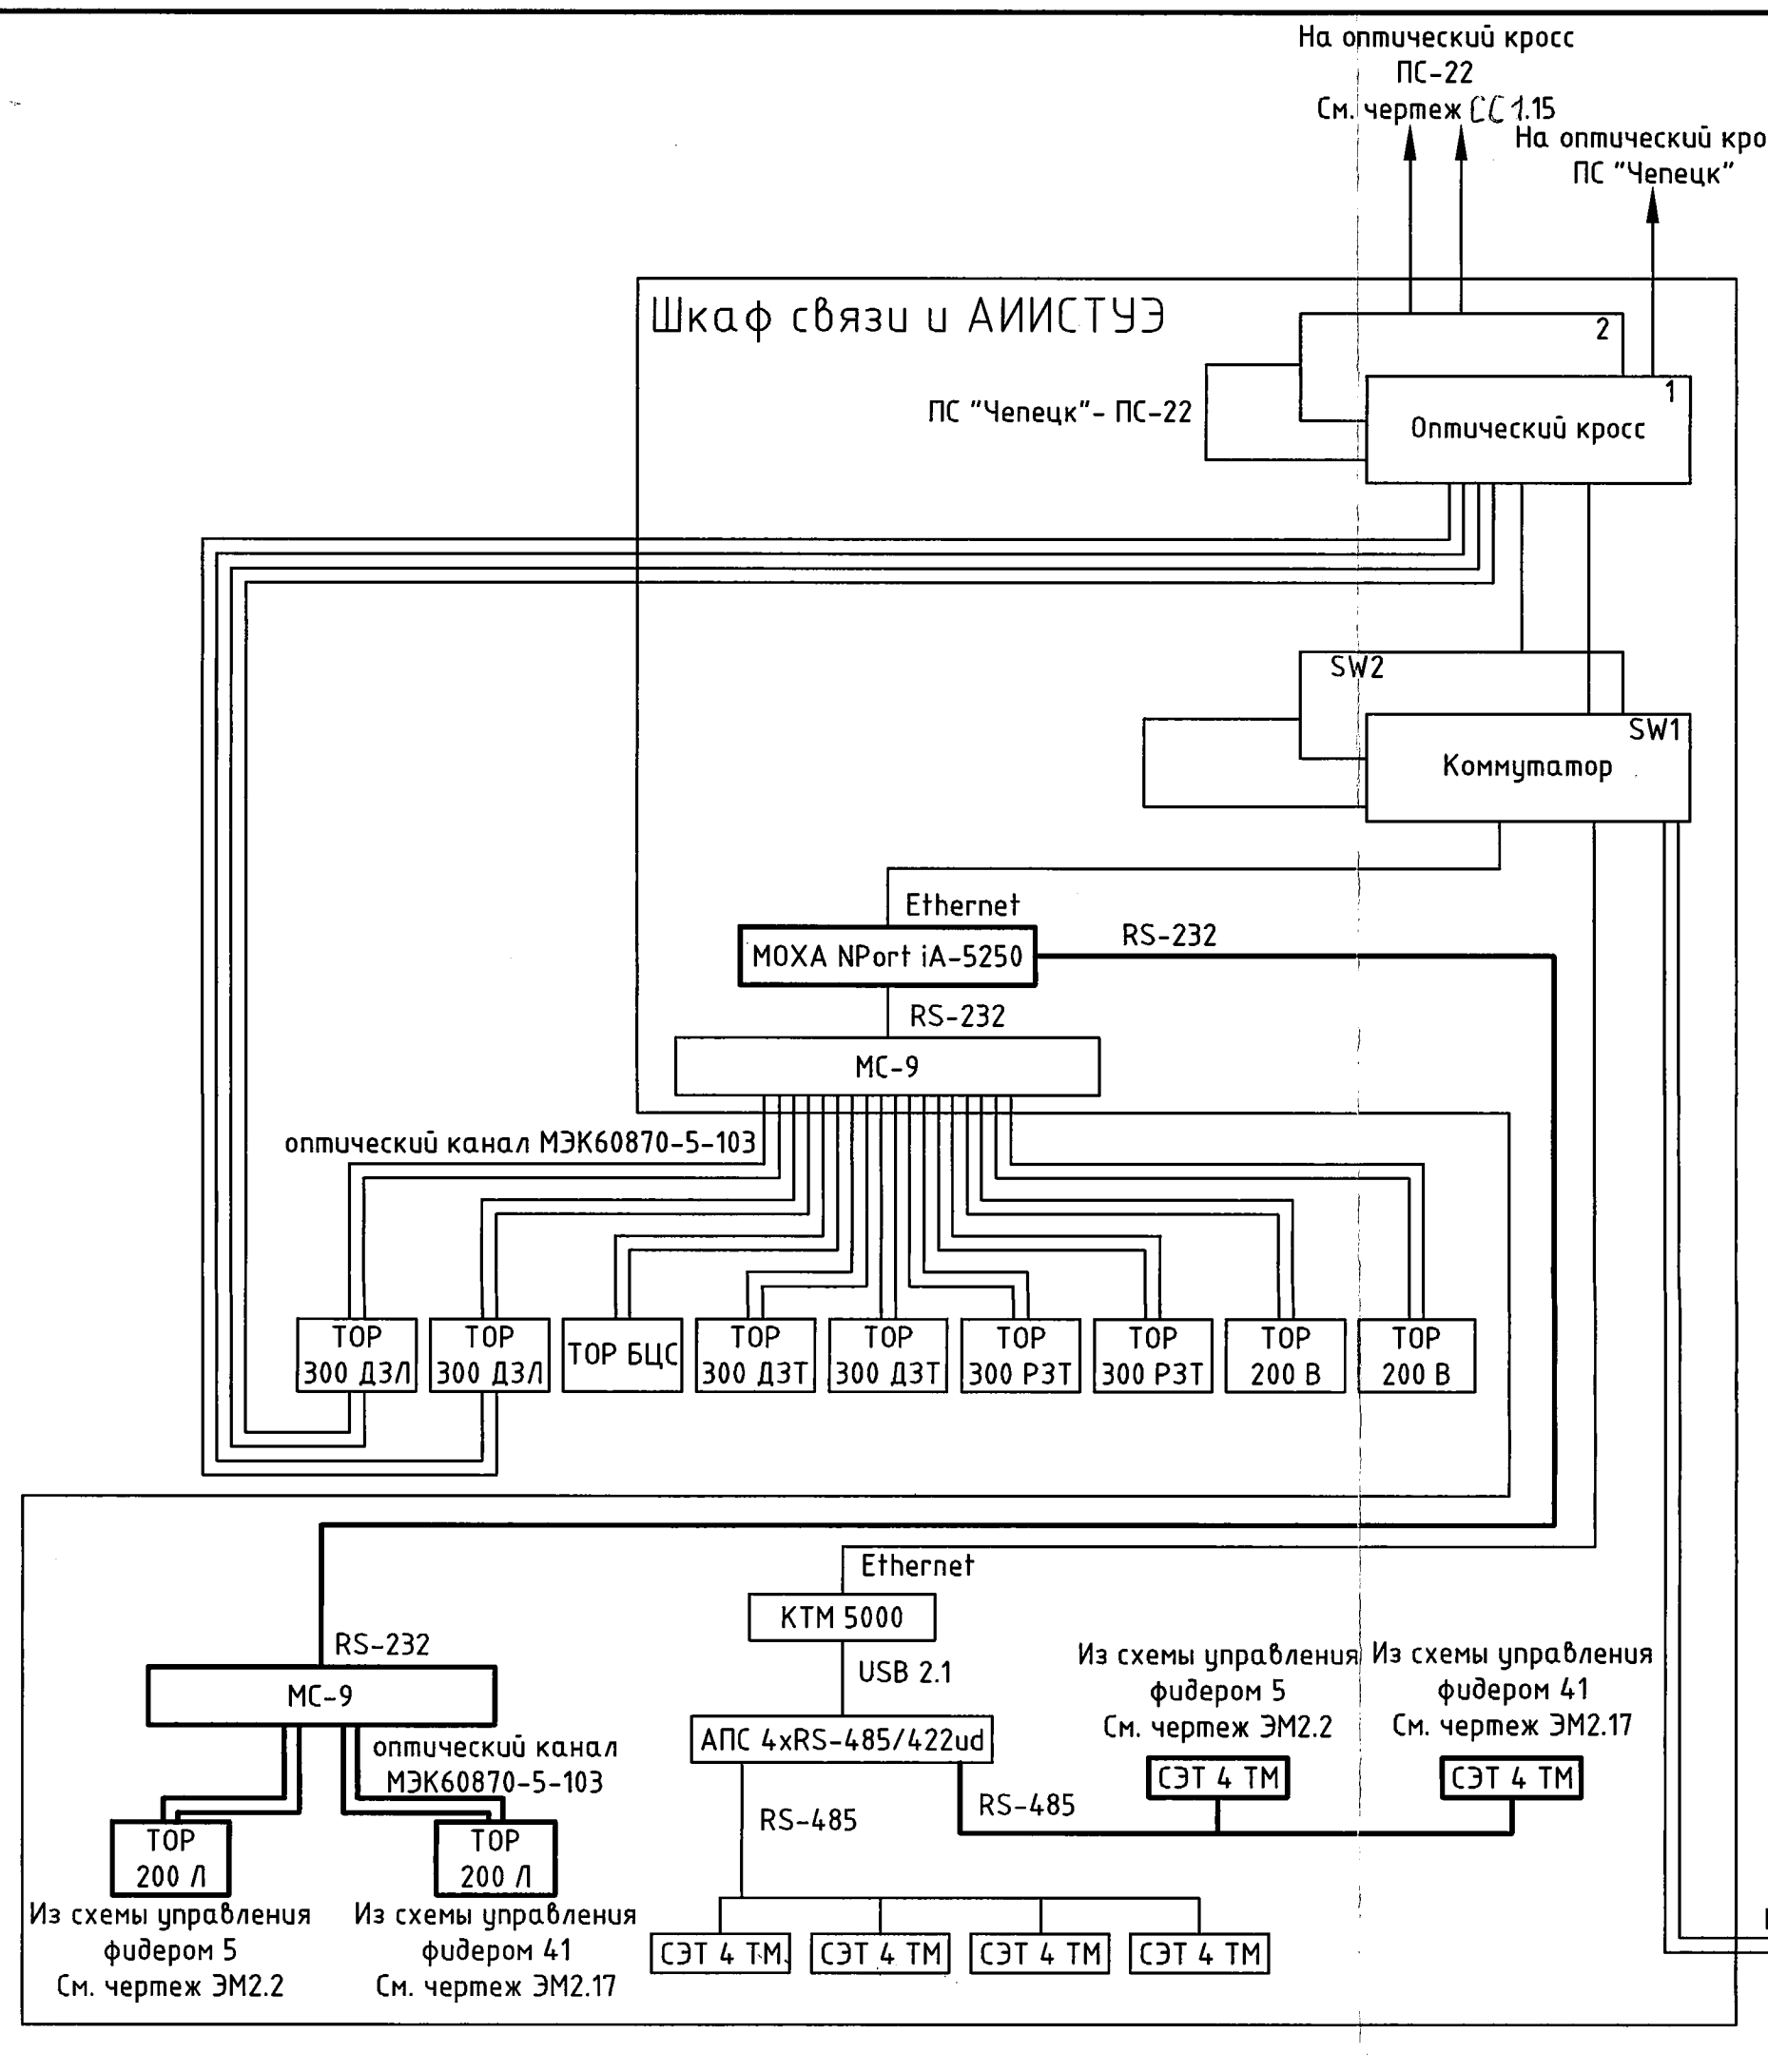 На оптический кросс
ПС-22
См. чертеж СС 1.15
На оптический
ПС "Чепецк"
Шкаф связи и АИИСТУЭ
2
1
ПС "Чепецк"- ПС-22
Оптический кросс
SW2
SW1
Коммутатор
Ethernet
MOXA NPort iA-5250
RS-232
RS-232
МС-9
оптический канал МЭК60870-5-103
ТОР
300 ДЗЛ
ТОР
300 ДЗЛ
ТОР БЦС
ТОР
300 ДЗТ
ТОР
300 ДЗТ
ТОР
300 РЗТ
ТОР
300 РЗТ
ТОР
200 В
ТОР
200 В
Ethernet
КТМ 5000
USB 2.1
RS-232
МС-9
оптический канал
МЭК60870-5-103
АПС 4xRS-485/422ud
Из схемы управления
фидером 5
См. чертеж ЭМ2.2
Из схемы управления
фидером 41
См. чертеж ЭМ2.17
СЭТ 4 ТМ
СЭТ 4 ТМ
RS-485
RS-485
ТОР
200 Л
ТОР
200 Л
Из схемы управления
фидером 5
См. чертеж ЭМ2.2
Из схемы управления
фидером 41
См. чертеж ЭМ2.17
СЭТ 4 ТМ
СЭТ 4 ТМ
СЭТ 4 ТМ
СЭТ 4 ТМ